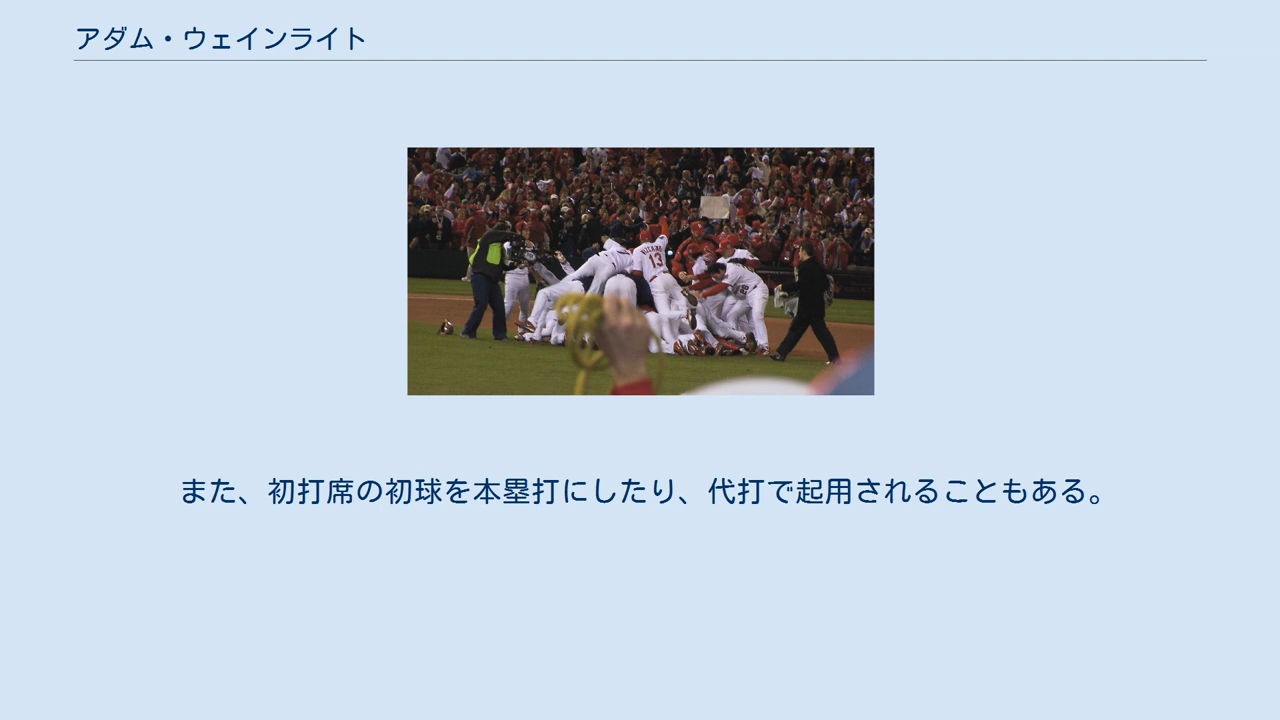 アダム・ウェインライト
13
また、初打席の初球を本塁打にしたり、代打で起用されることもある。